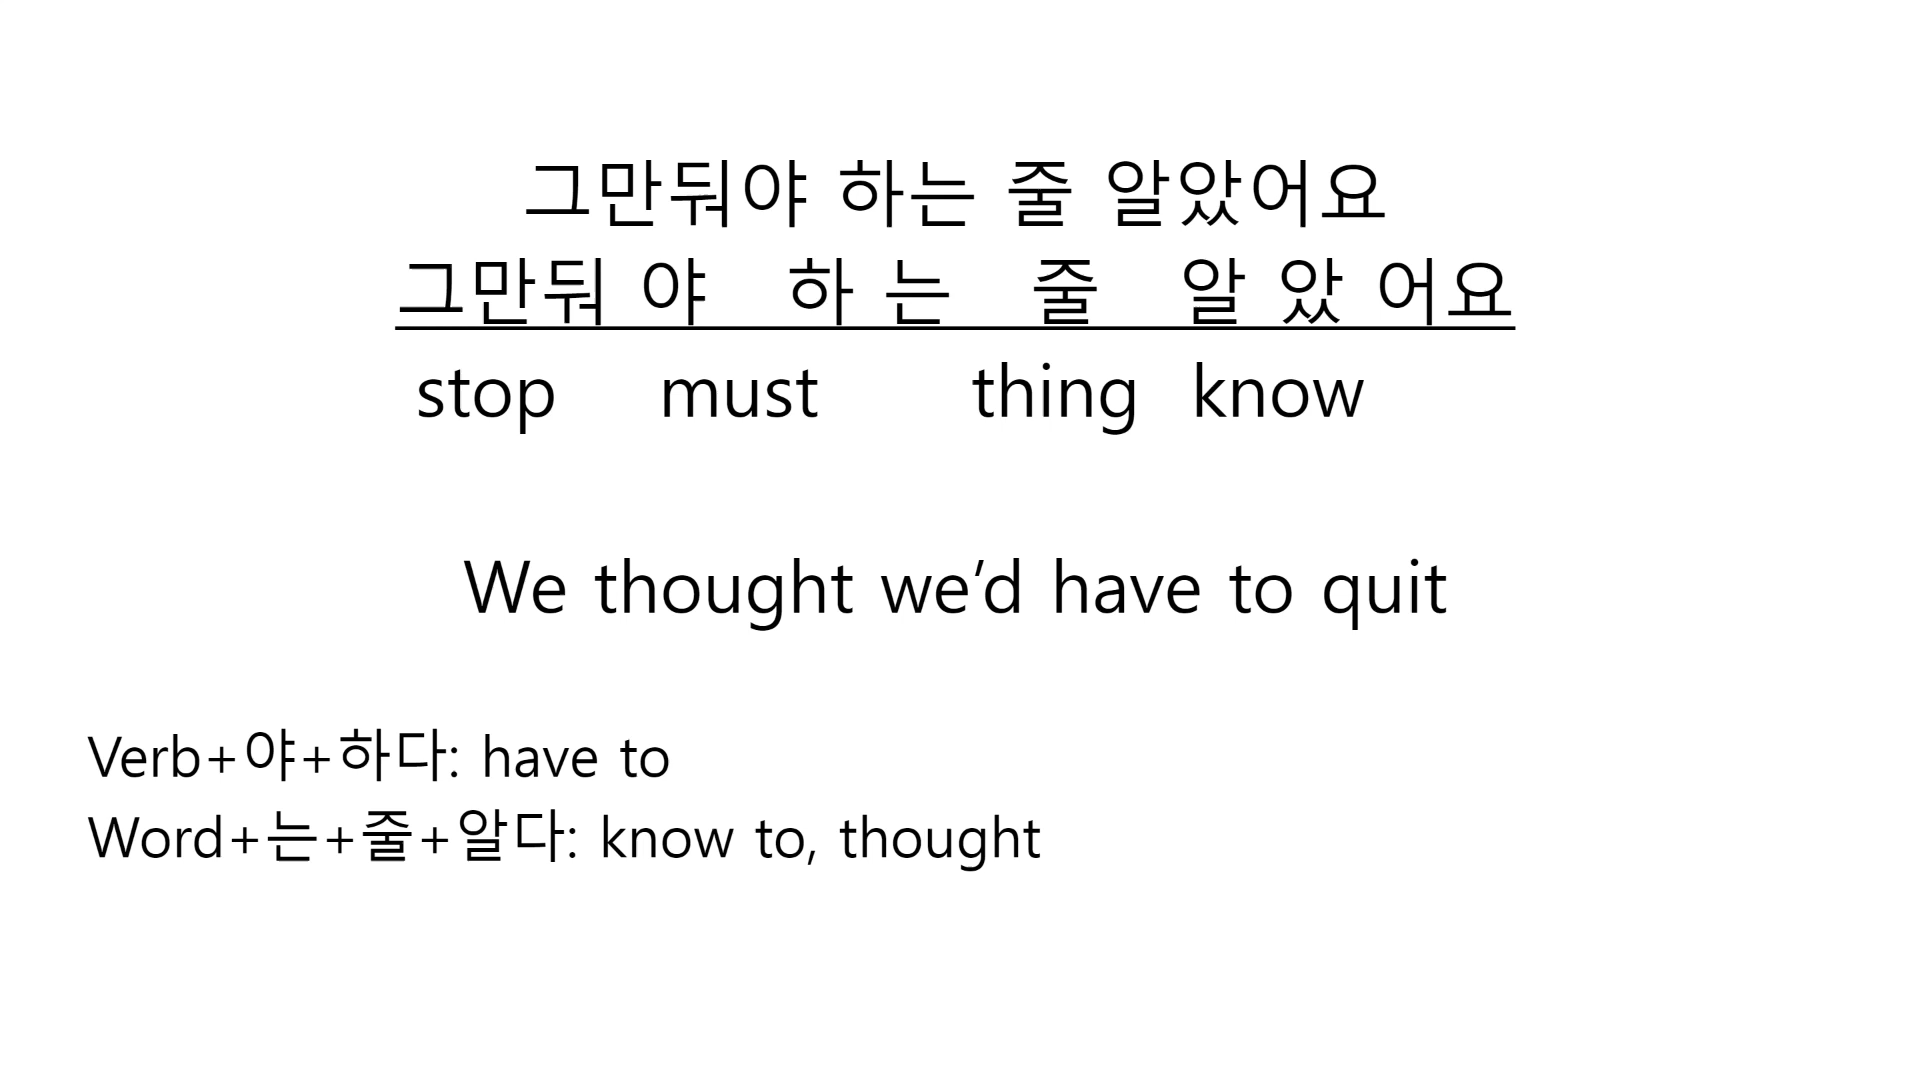 그만둬야 하는 줄 알았어요
그만둬 야 하 는 줄 알 았 어요
stop must thing know
We thought we’d have to quit
Verb+야+하다: have to
Word+는+줄+알다: know to, thought